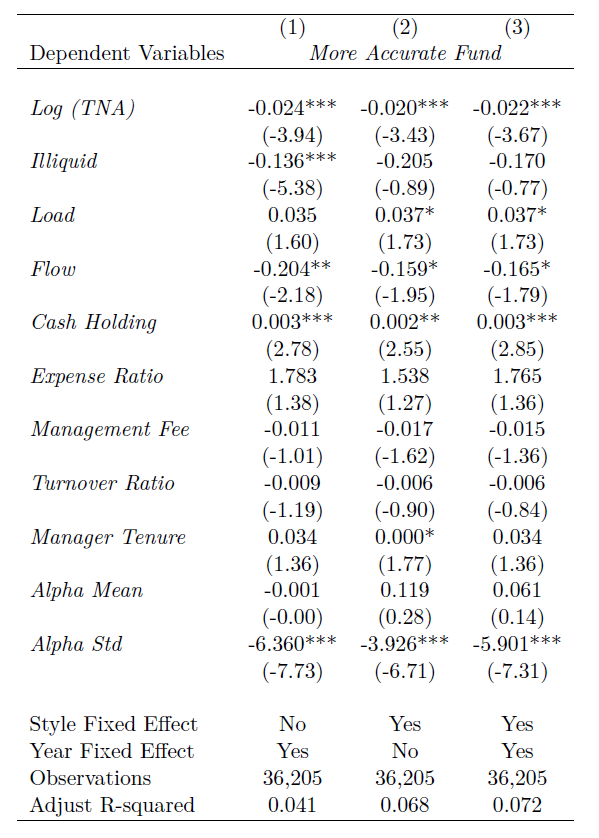 (1) (2) (3)
Dependent Variables More Accurate Fund
Log (TNA) -0.024*** -0.020*** -0.022***
(-3.94) (-3.43) (-3.67)
Illiquid -0.136*** -0.205 -0.170
(-5.38) (-0.89) (-0.77)
Load 0.035 0.037* 0.037*
(1.60) (1.73) (1.73)
Flow -0.204** -0.159* -0.165*
(-2.18) (-1.95) (-1.79)
Cash Holding 0.003*** 0.002** 0.003***
(2.78) (2.55) (2.85)
Expense Ratio 1.783 1.538 1.765
(1.38) (1.27) (1.36)
Management Fee -0.011 -0.017 -0.015
(-1.01) (-1.62) (-1.36)
Turnover Ratio -0.009 -0.006 -0.006
(-1.19) (-0.90) (-0.84)
Manager Tenure 0.034 0.000* 0.034
(1.36) (1.77) (1.36)
Alpha Mean -0.001 0.119 0.061
(-0.00) (0.28) (0.14)
Alpha Std -6.360*** -3.926*** -5.901***
(-7.73) (-6.71) (-7.31)
Style Fixed Effect No Yes Yes
Year Fixed Effect Yes No Yes
Observations 36,205 36,205 36,205
Adjust R-squared 0.041 0.068 0.072